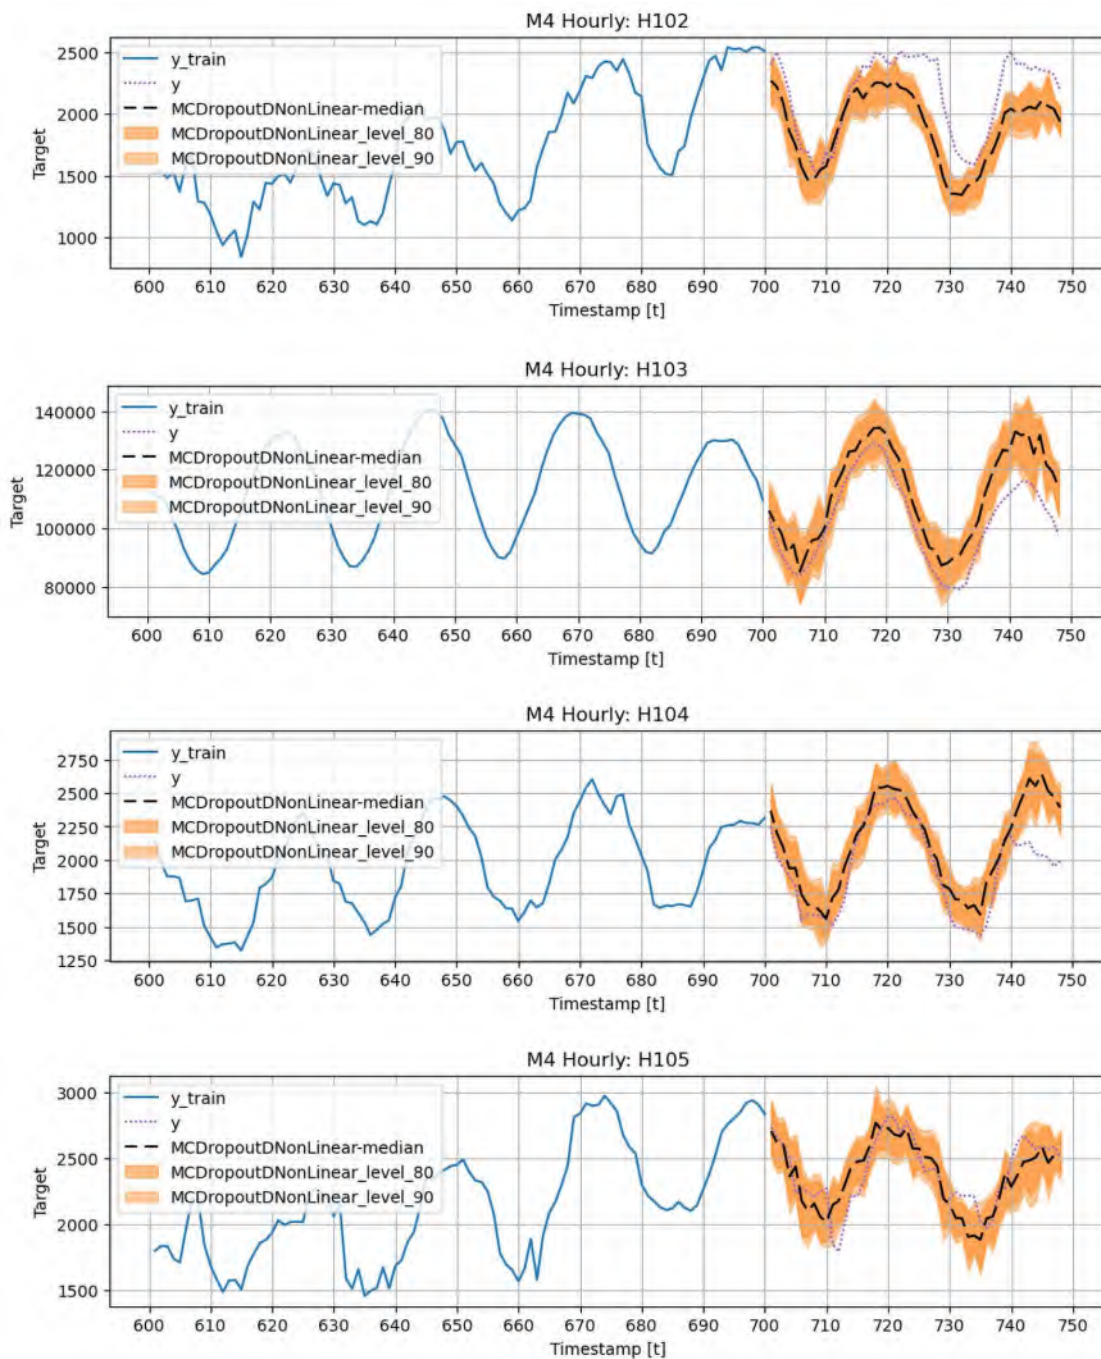 M4 Hourly: H102
y_train
y
MCDropoutDNonLinear-median
MCDropoutDNonLinear_level_80
MCDropoutDNonLinear_level_90
Target
2500
2000
1500
1000
600 610 620 630 640 650 660 670 680 690 700 710 720 730 740 750
Timestamp [t]
M4 Hourly: H103
y_train
y
MCDropoutDNonLinear-median
MCDropoutDNonLinear_level_80
MCDropoutDNonLinear_level_90
Target
140000
120000
100000
80000
600 610 620 630 640 650 660 670 680 690 700 710 720 730 740 750
Timestamp [t]
M4 Hourly: H104
y_train
y
MCDropoutDNonLinear-median
MCDropoutDNonLinear_level_80
MCDropoutDNonLinear_level_90
Target
2750
2500
2250
2000
1750
1500
1250
600 610 620 630 640 650 660 670 680 690 700 710 720 730 740 750
Timestamp [t]
M4 Hourly: H105
y_train
y
MCDropoutDNonLinear-median
MCDropoutDNonLinear_level_80
MCDropoutDNonLinear_level_90
Target
3000
2500
2000
1500
600 610 620 630 640 650 660 670 680 690 700 710 720 730 740 750
Timestamp [t]